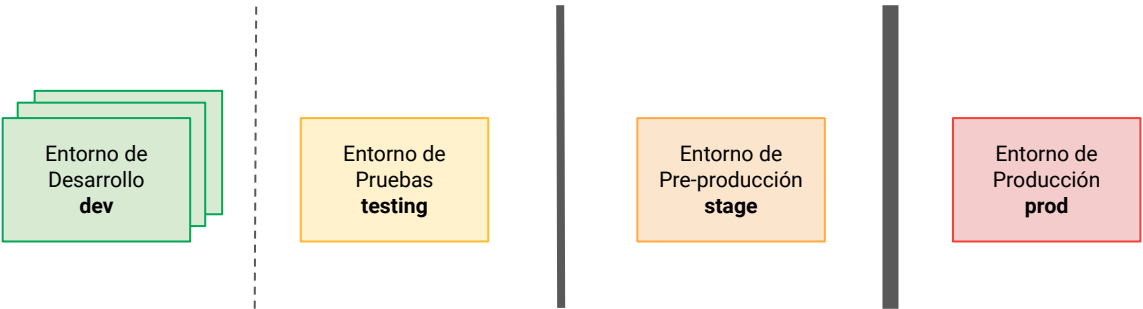 Entorno de
Desarrollo
dev
Entorno de
Pruebas
testing
Entorno de
Pre-producción
stage
Entorno de
Producción
prod